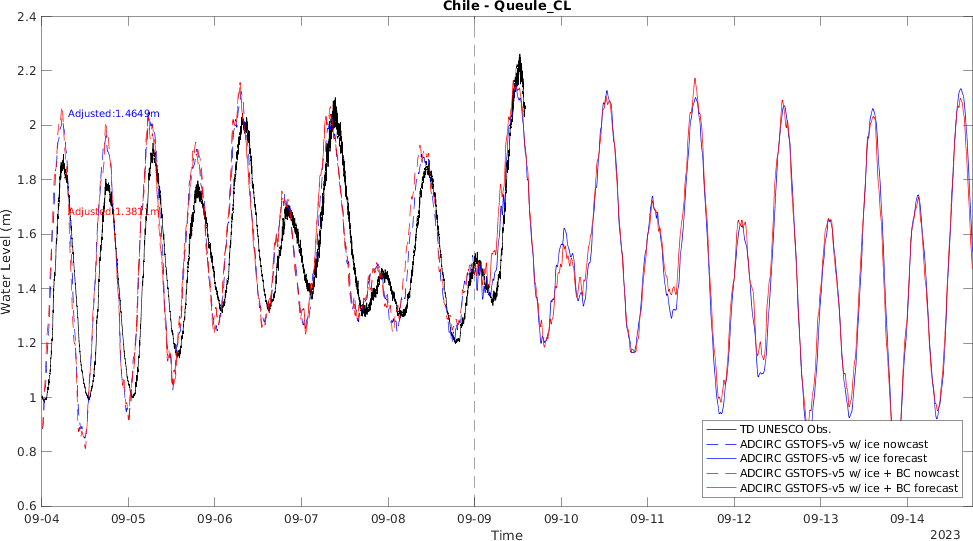 Chile - Queule_CL
2.4
2.2
2
1.8
1.6
1.4
1.2
1
0.8
0.6
Water Level (m)
Adjusted:1.4649m
Adjusted:1.3811m
TD UNESCO Obs.
ADCIRC GSTOFS-v5 w/ ice nowcast
ADCIRC GSTOFS-v5 w/ ice forecast
ADCIRC GSTOFS-v5 w/ ice + BC nowcast
ADCIRC GSTOFS-v5 w/ ice + BC forecast
09-04 09-05 09-06 09-07 09-08 09-09 09-10 09-11 09-12 09-13 09-14
Time
2023